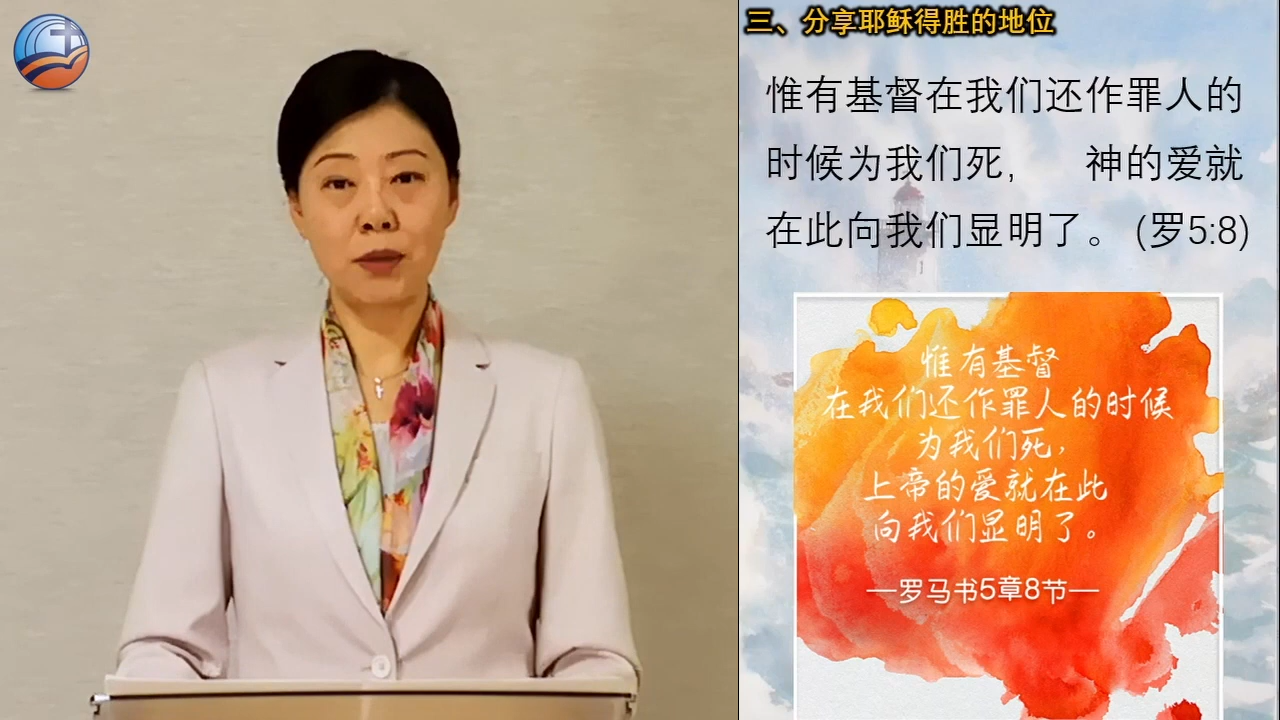 三、分享耶稣得胜的地位
惟有基督在我们还作罪人的
时候为我们死，　神的爱就
在此向我们显明了。(罗5:8)
惟有基督
在我们还作罪人的时候
为我们死，
上帝的爱就在此
向我们显明了。
—罗马书5章8节—